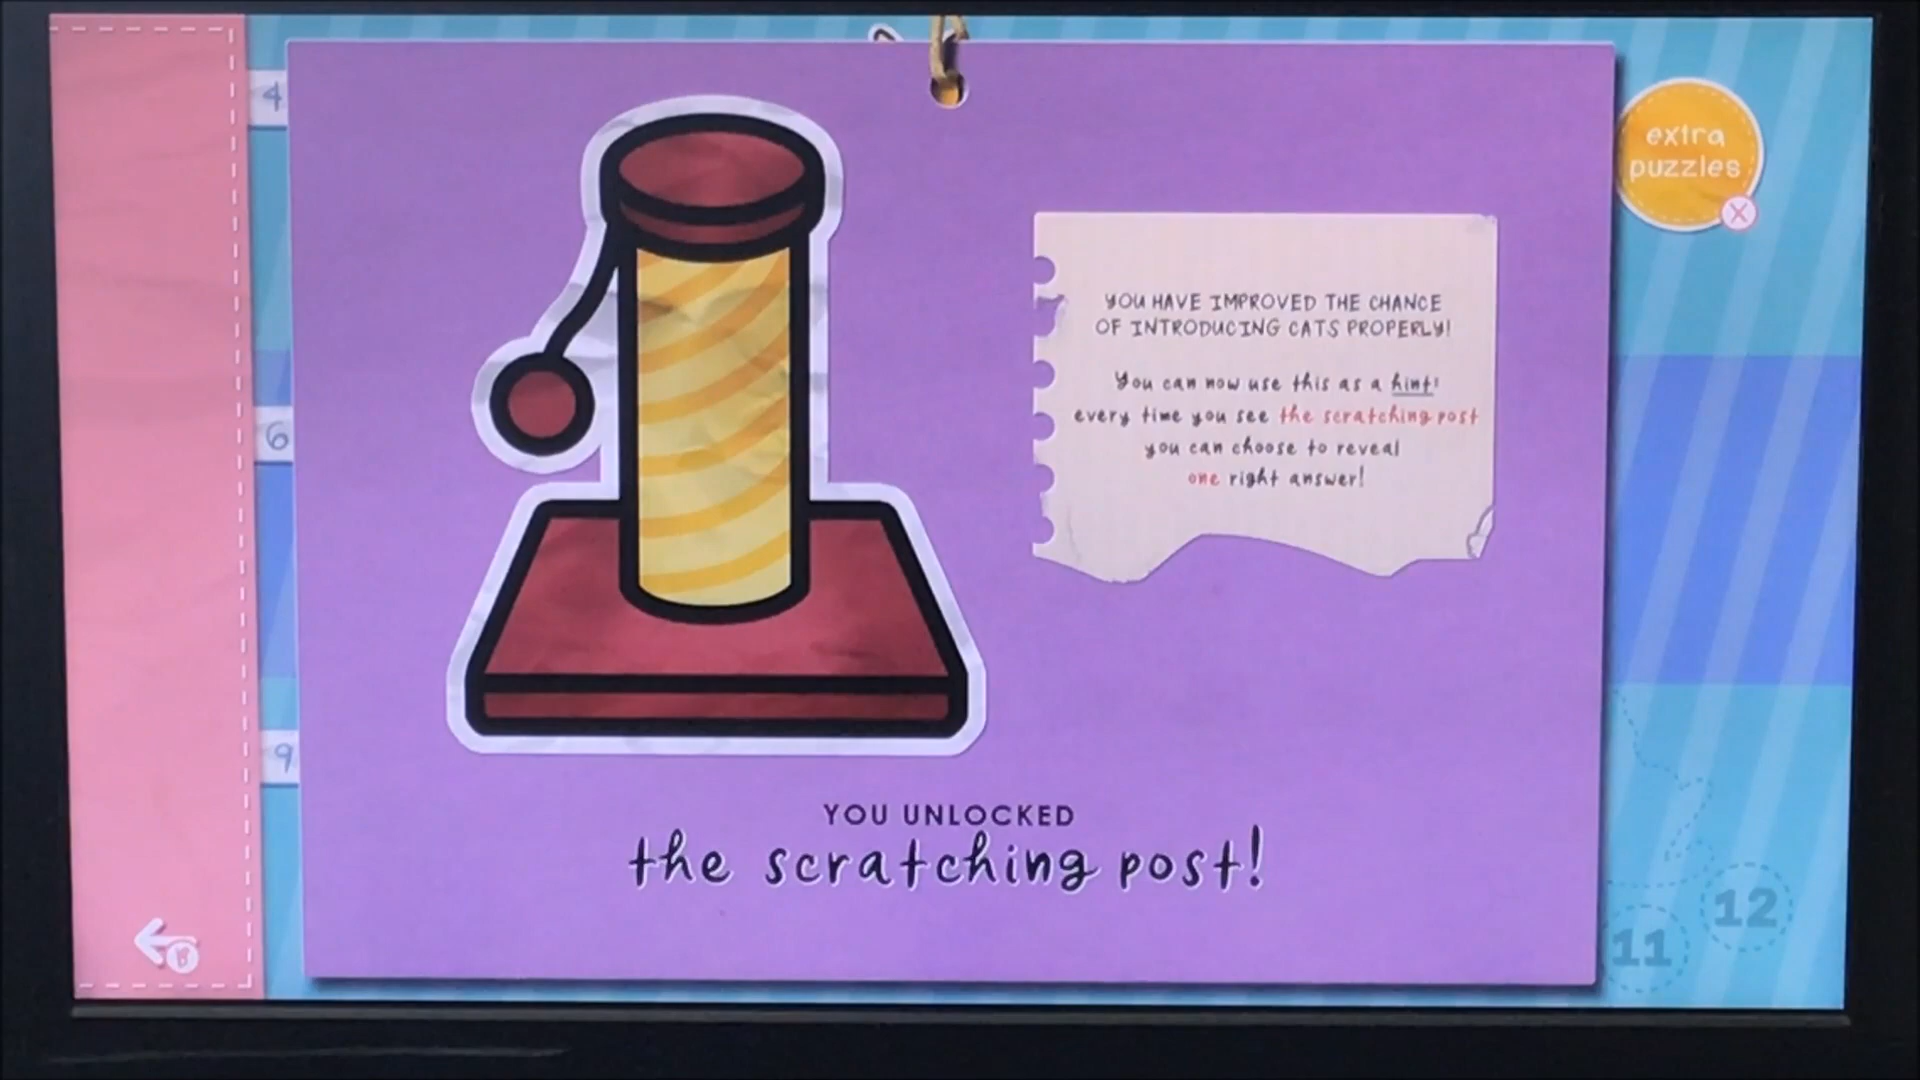 4
6
9
extra
puzzles
YOU HAVE IMPROVED THE CHANCE
OF INTRODUCING CATS PROPERLY!
You can now use this as a hint:
every time you see the scratching post
you can choose to reveal
one right answer!
YOU UNLOCKED
the scratching post!
B
11
12